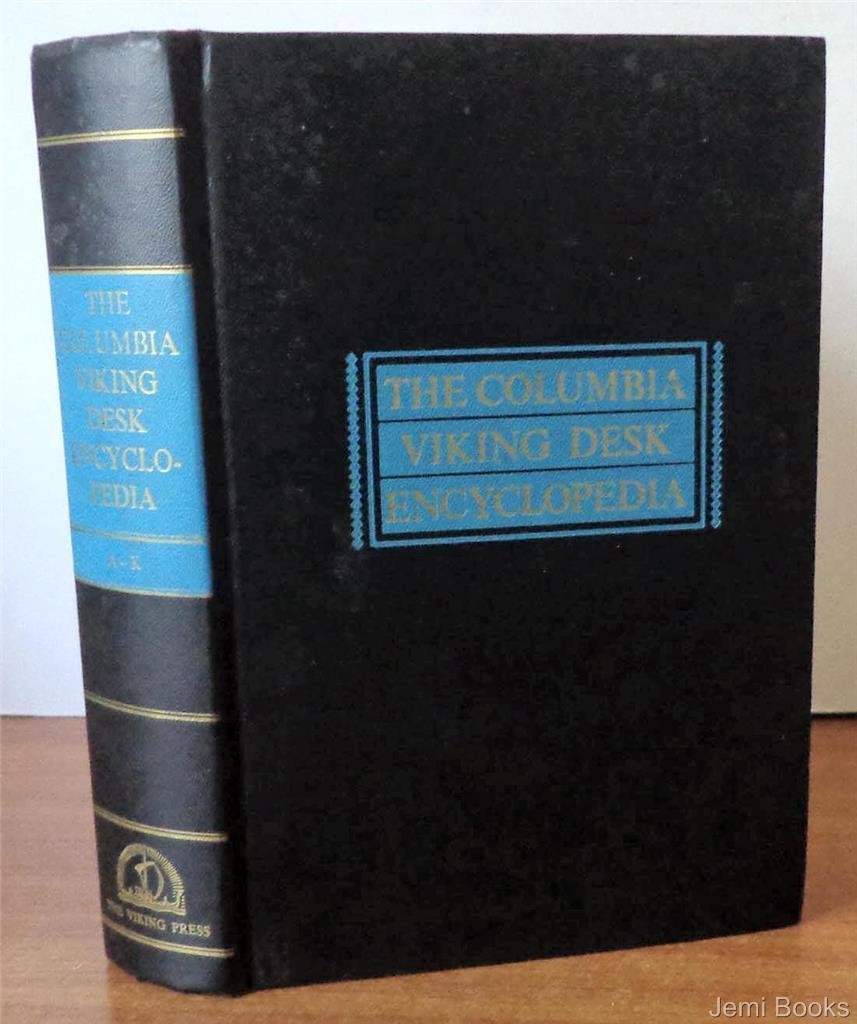 THE
COLUMBIA
VIKING
DESK
ENCYCLO-
PEDIA
A-K
THE VIKING PRESS
THE COLUMBIA
VIKING DESK
ENCYCLOPEDIA
Jemi Books